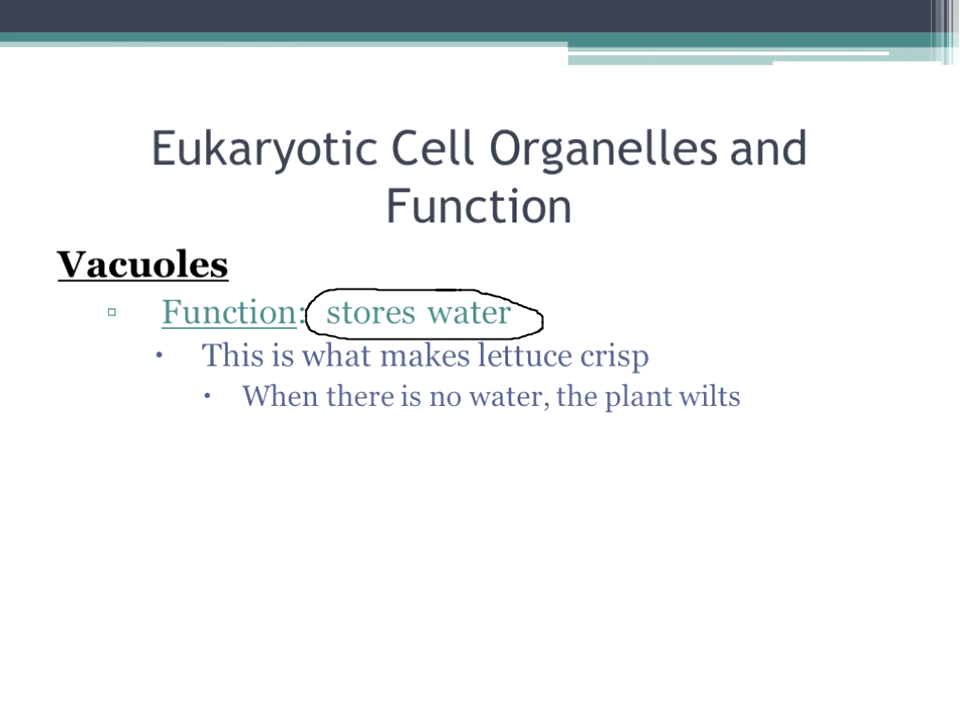 Eukaryotic Cell Organelles and
Function
Vacuoles
Function: stores water
This is what makes lettuce crisp
When there is no water, the plant wilts